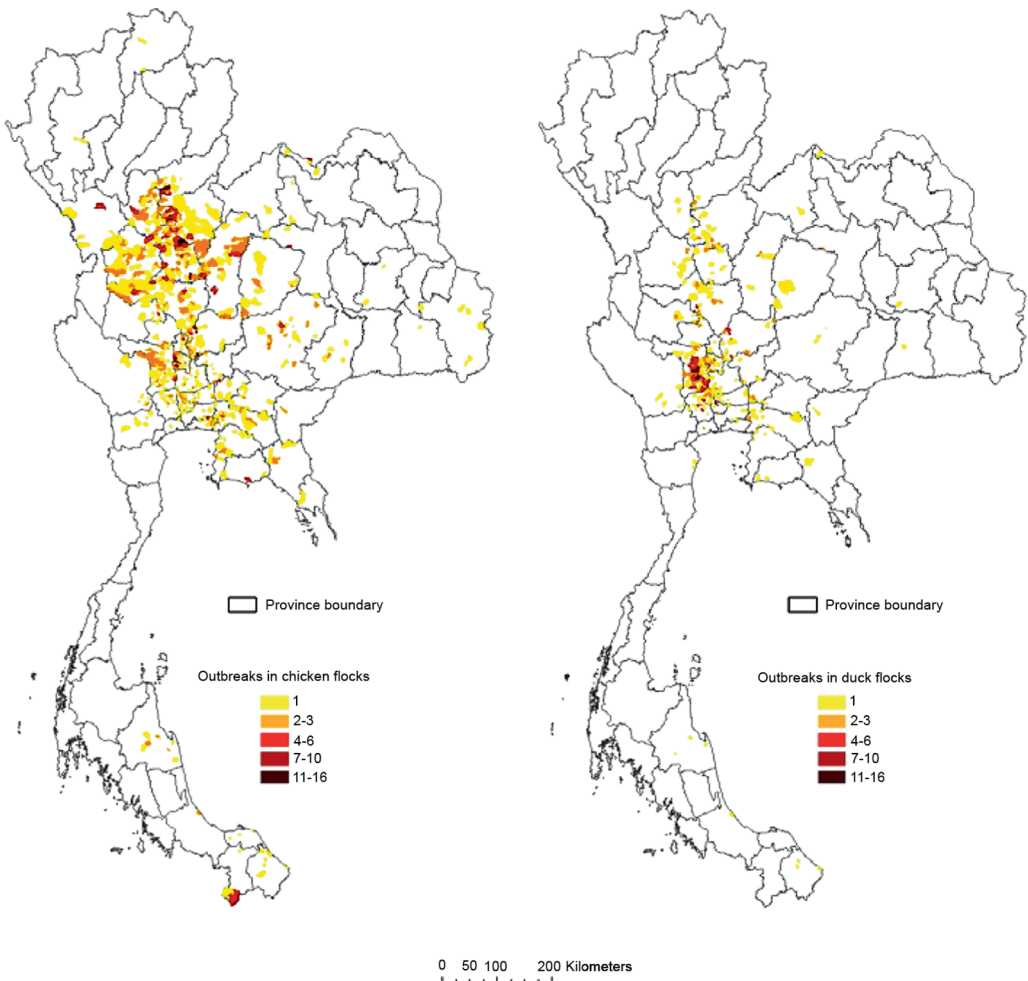 Province boundary
Outbreaks in chicken flocks
1
2-3
4-6
7-10
11-16
Province boundary
Outbreaks in duck flocks
1
2-3
4-6
7-10
11-16
0 50 100 200 Kilometers